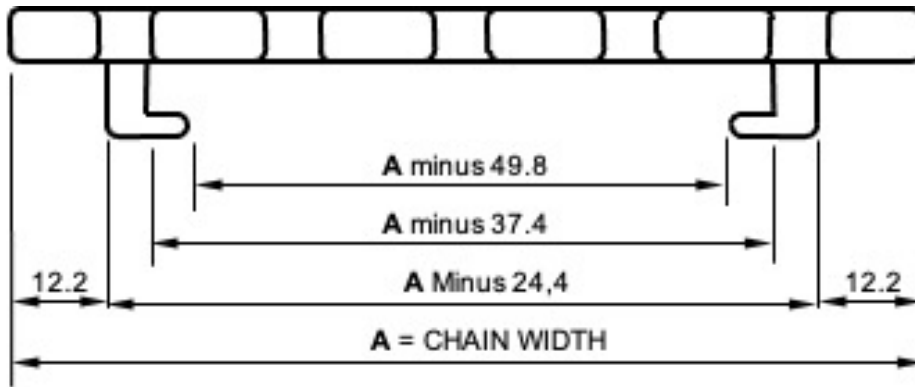 A minus 49.8
A minus 37.4
12.2 A Minus 24,4 12.2
A = CHAIN WIDTH